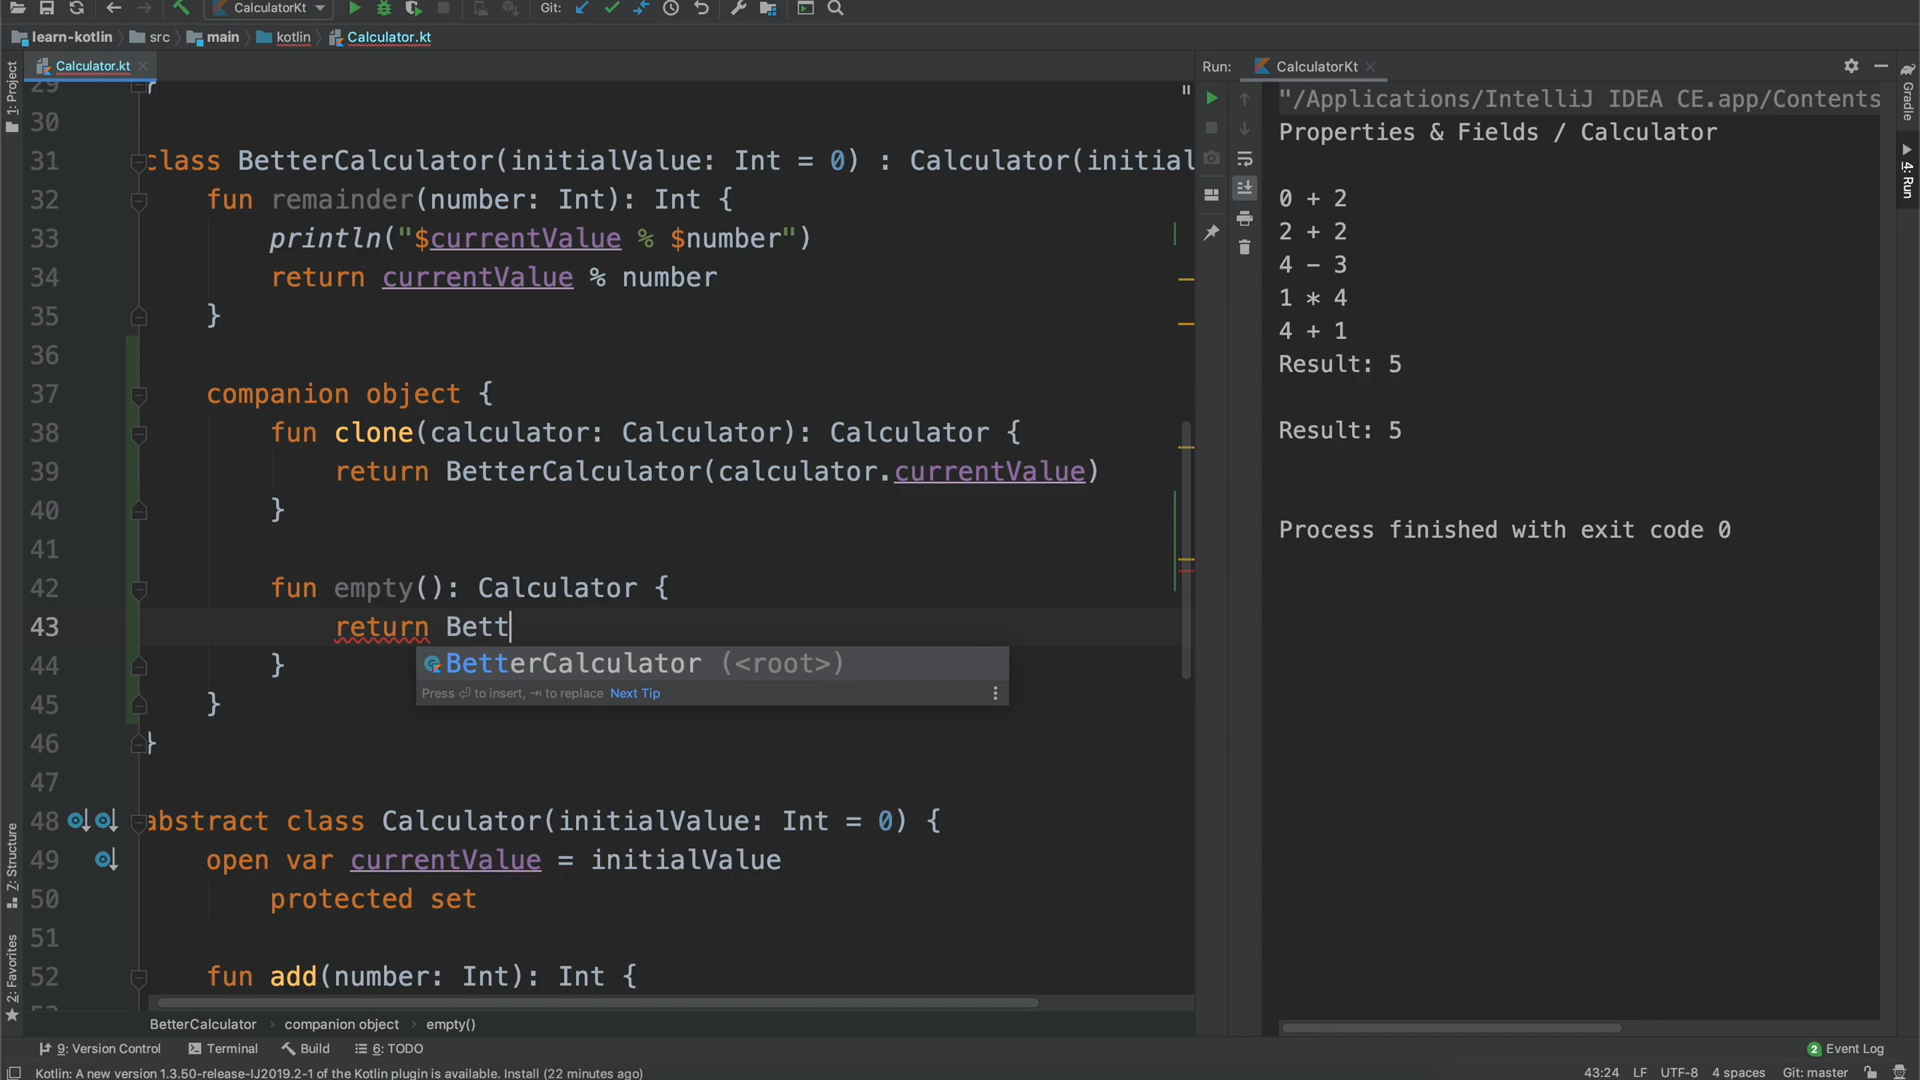 CalculatorKt
Git:
learn-kotlin src main kotlin Calculator.kt
Calculator.kt
Run: CalculatorKt
1: Project
29 }
30
31 class BetterCalculator(initialValue: Int = 0) : Calculator(initial
32 fun remainder(number: Int): Int {
33 println("$currentValue % $number")
34 return currentValue % number
35 }
36
37 companion object {
38 fun clone(calculator: Calculator): Calculator {
39 return BetterCalculator(calculator.currentValue)
40 }
41
42 fun empty(): Calculator {
43 return Bett
BetterCalculator (<root>)
Press ⏎ to insert, ⇥ to replace Next Tip
44 }
45 }
46 }
47
48 abstract class Calculator(initialValue: Int = 0) {
49 open var currentValue = initialValue
50 protected set
51
52 fun add(number: Int): Int {
"/Applications/IntelliJ IDEA CE.app/Contents
Properties & Fields / Calculator
0 + 2
2 + 2
4 - 3
1 * 4
4 + 1
Result: 5
Result: 5
Process finished with exit code 0
Gradle
4: Run
Z: Structure
2: Favorites
BetterCalculator companion object empty()
9: Version Control Terminal Build 6: TODO
2 Event Log
Kotlin: A new version 1.3.50-release-IJ2019.2-1 of the Kotlin plugin is available. Install (22 minutes ago)
43:24 LF UTF-8 4 spaces Git: master